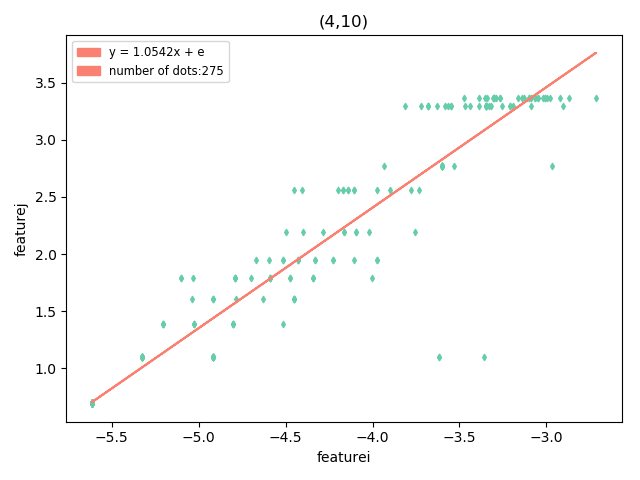 (4,10)
y = 1.0542x + e
number of dots:275
featurej
3.5
3.0
2.5
2.0
1.5
1.0
−5.5 −5.0 −4.5 −4.0 −3.5 −3.0
featurei